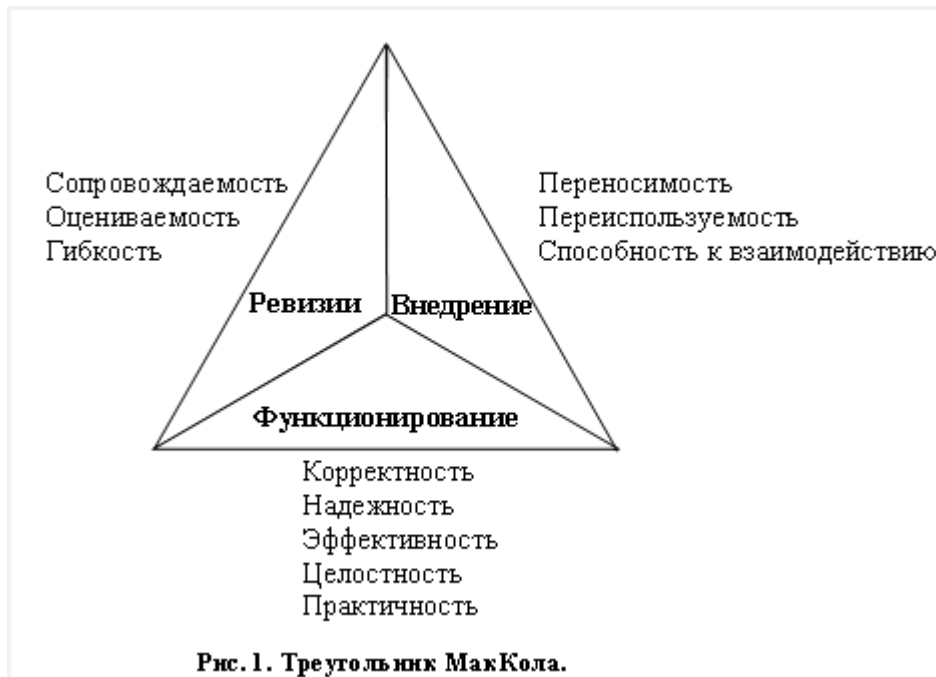 Сопровождаемость
Оцениваемость
Гибкость
Переносимость
Переиспользуемость
Способность к взаимодействию
Ревизии
Внедрение
Функционирование
Корректность
Надежность
Эффективность
Целостность
Практичность
Рис. 1. Треугольник МакКола.